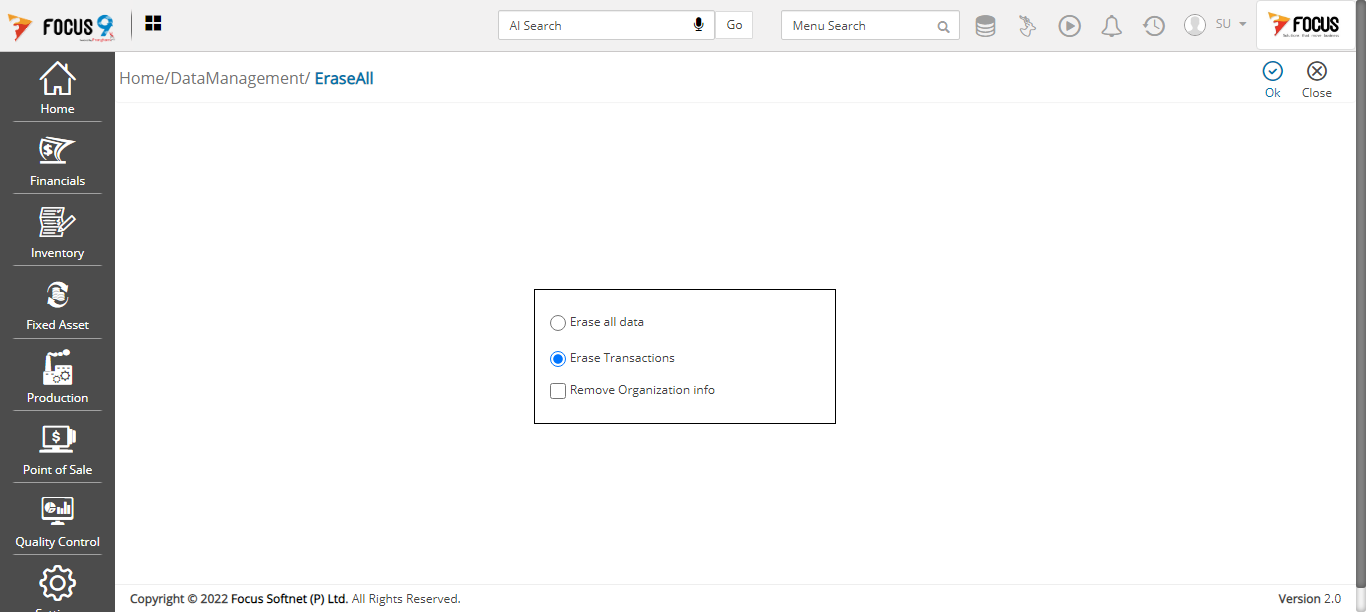 FOCUS 9
AI Search
Go
Menu Search
SU
FOCUS
Home/DataManagement/ EraseAll
Ok
Close
Home
Financials
Inventory
Fixed Asset
Production
Point of Sale
Quality Control
Erase all data
Erase Transactions
Remove Organization info
Copyright © 2022 Focus Softnet (P) Ltd. All Rights Reserved.
Version 2.0